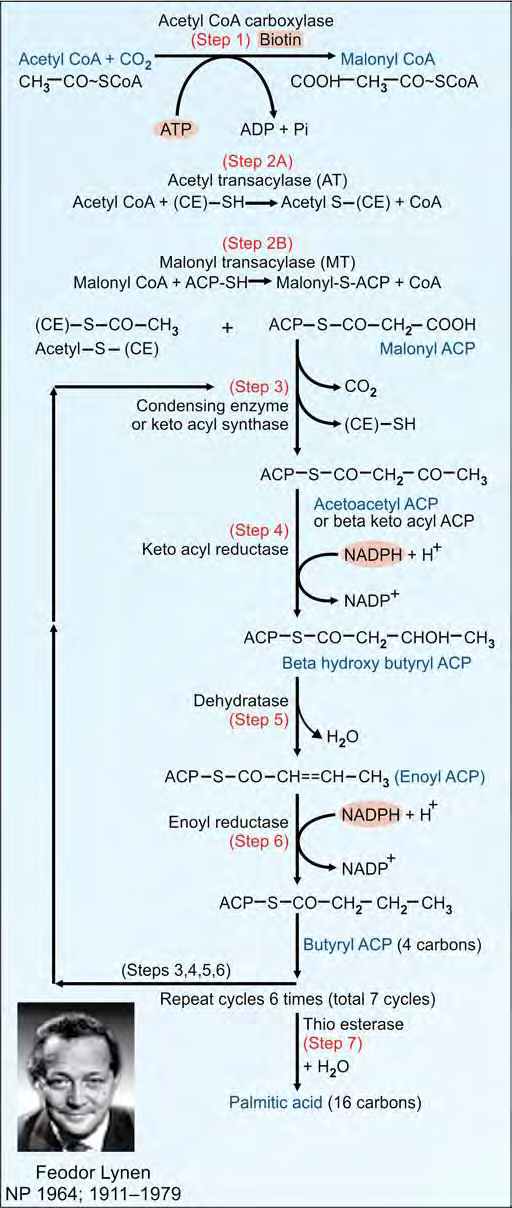 Acetyl CoA carboxylase
(Step 1) Biotin
Acetyl CoA + CO₂ Malonyl CoA
CH₃—CO~SCoA COOH—CH₃—CO~SCoA
ATP ADP + Pi
(Step 2A)
Acetyl transacylase (AT)
Acetyl CoA + (CE)—SH→Acetyl S—(CE) + CoA
(Step 2B)
Malonyl transacylase (MT)
Malonyl CoA + ACP-SH→Malonyl-S-ACP + CoA
(CE)—S—CO—CH₃ + ACP—S—CO—CH₂—COOH
Acetyl—S—(CE) Malonyl ACP
(Step 3) CO₂
Condensing enzyme
or keto acyl synthase (CE)—SH
ACP—S—CO—CH₂—CO—CH₃
Acetoacetyl ACP
or beta keto acyl ACP
(Step 4)
Keto acyl reductase NADPH + H⁺
NADP⁺
ACP—S—CO—CH₂—CHOH—CH₃
Beta hydroxy butyryl ACP
Dehydratase
(Step 5)
H₂O
ACP—S—CO—CH==CH—CH₃ (Enoyl ACP)
Enoyl reductase NADPH + H⁺
(Step 6)
NADP⁺
ACP—S—CO—CH₂—CH₂—CH₃
Butyryl ACP (4 carbons)
(Steps 3,4,5,6)
Repeat cycles 6 times (total 7 cycles)
Thio esterase
(Step 7)
+ H₂O
Palmitic acid (16 carbons)
Feodor Lynen
NP 1964; 1911–1979